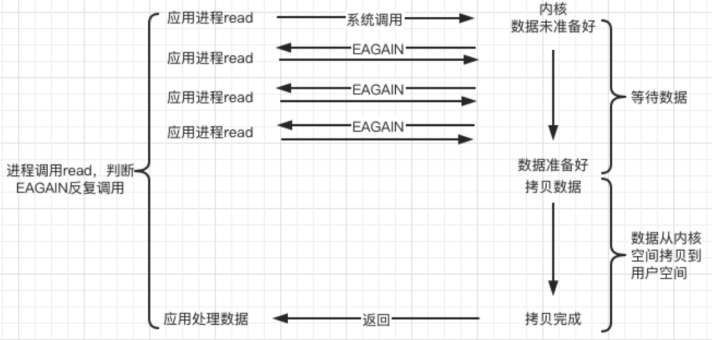 应用进程read
系统调用
内核
数据未准备好
应用进程read
EAGAIN
应用进程read
EAGAIN
等待数据
应用进程read
EAGAIN
进程调用read，判断
EAGAIN反复调用
数据准备好
拷贝数据
数据从内核
空间拷贝到
用户空间
应用处理数据
返回
拷贝完成